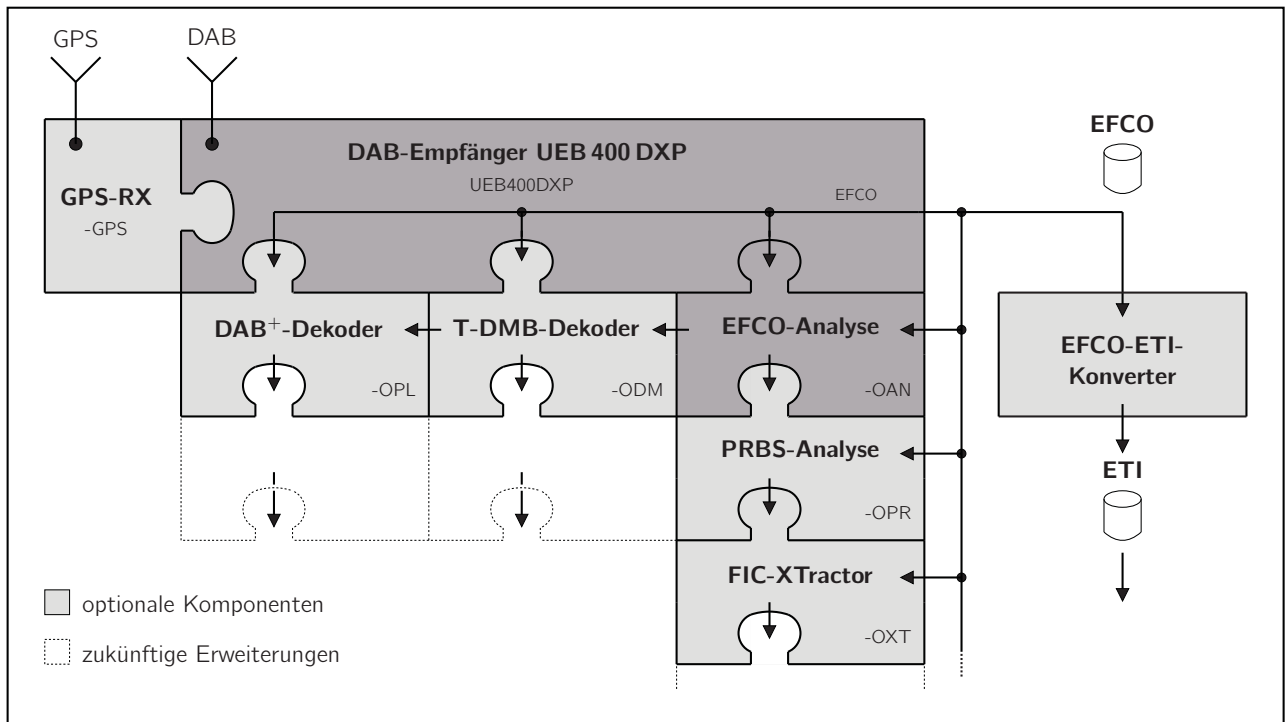 GPS
DAB
DAB-Empfänger UEB 400 DXP
UEB400DXP
EFCO
GPS-RX
-GPS
EFCO
DAB⁺-Dekoder
-OPL
T-DMB-Dekoder
-ODM
EFCO-Analyse
-OAN
EFCO-ETI-
Konverter
PRBS-Analyse
-OPR
ETI
FIC-XTractor
-OXT
optionale Komponenten
zukünftige Erweiterungen